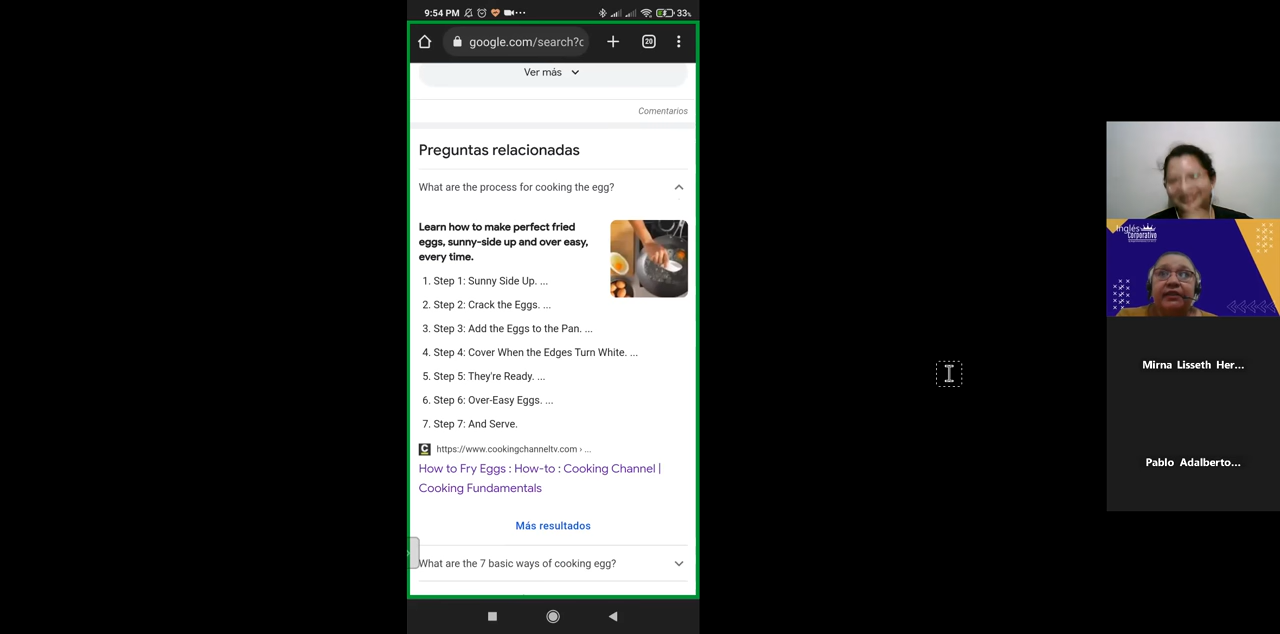 9:54 PM
33%
google.com/search?c
20
Ver más
Comentarios
Preguntas relacionadas
What are the process for cooking the egg?
Learn how to make perfect fried
eggs, sunny-side up and over easy,
every time.
1. Step 1: Sunny Side Up. ...
2. Step 2: Crack the Eggs. ...
3. Step 3: Add the Eggs to the Pan. ...
4. Step 4: Cover When the Edges Turn White. ...
5. Step 5: They're Ready. ...
6. Step 6: Over-Easy Eggs. ...
7. Step 7: And Serve.
C https://www.cookingchanneltv.com › ...
How to Fry Eggs : How-to : Cooking Channel |
Cooking Fundamentals
Más resultados
What are the 7 basic ways of cooking egg?
Inglés
Corporativo
Mirna Lisseth Her...
Pablo Adalberto...